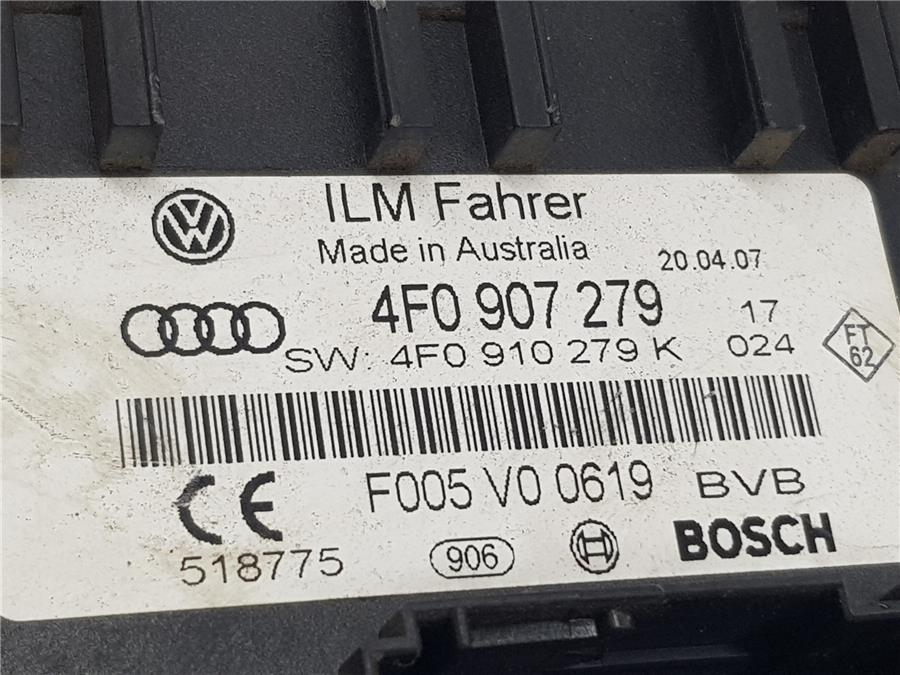 ILM Fahrer
Made in Australia
20.04.07
4F0 907 279
17
SW: 4F0 910 279 K
024
FT
62
CE
F005 V0 0619 BVB
518775
906
BOSCH